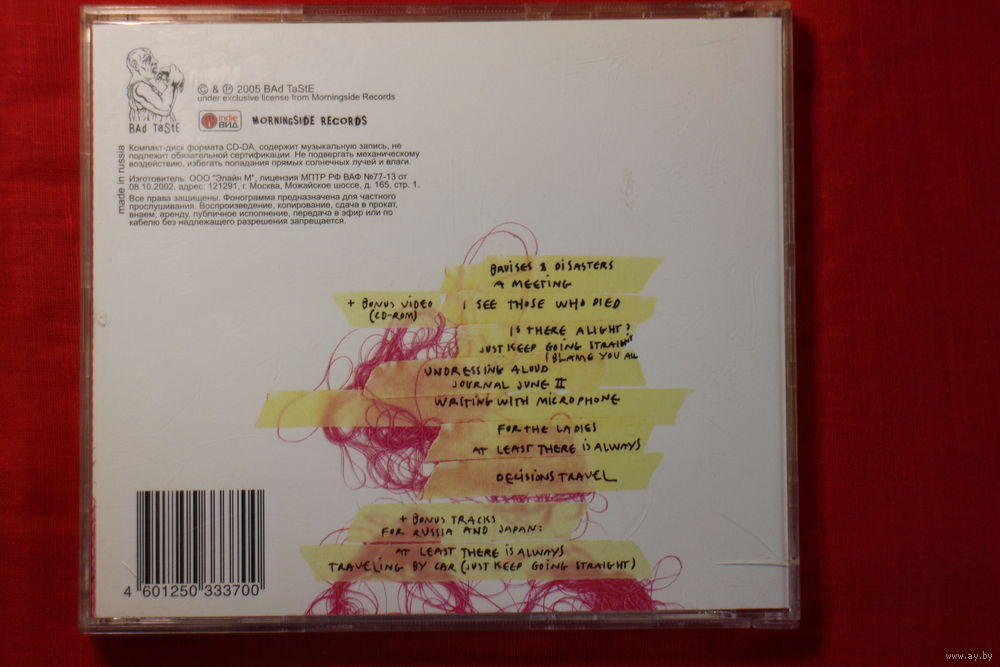 © & ℗ 2005 BAd TaStE
under exclusive license from Morningside Records
BAd TaStE
indie
ВИД
MORNINGSIDE RECORDS
made in russia
Компакт-диск формата CD-DA, содержит музыкальную запись, не
подлежит обязательной сертификации. Не подвергать механическому
воздействию, избегать попадания прямых солнечных лучей и влаги.
Изготовитель: ООО "Элайн М", лицензия МПТР РФ ВАФ №77-13 от
08.10.2002, адрес: 121291, г. Москва, Можайское шоссе, д. 165, стр. 1.
Все права защищены. Фонограмма предназначена для частного
прослушивания. Воспроизведение, копирование, сдача в прокат,
внаем, аренду, публичное исполнение, передача в эфир или по
кабелю без надлежащего разрешения запрещается.
BRUISES & DISASTERS
A MEETING
+ BONUS VIDEO
(CD-ROM)
I SEE THOSE WHO DIED
IS THERE A LIGHT?
JUST KEEP GOING STRAIGHT
I BLAME YOU ALL
UNDRESSING ALOUD
JOURNAL JUNE II
WRITING WITH MICROPHONE
FOR THE LADIES
AT LEAST THERE IS ALWAYS
DECISIONS TRAVEL
+ BONUS TRACKS
FOR RUSSIA AND JAPAN:
AT LEAST THERE IS ALWAYS
TRAVELING BY CAR (JUST KEEP GOING STRAIGHT)
4 601250 333700
www.ay.by